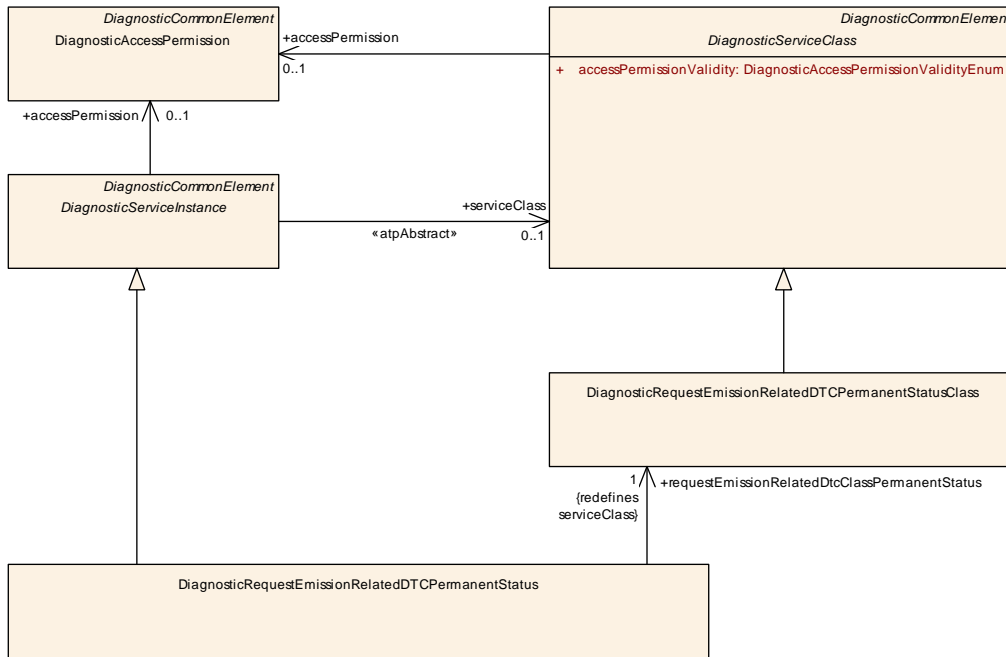 DiagnosticCommonElement
DiagnosticAccessPermission
+accessPermission
0..1
DiagnosticCommonElemen
DiagnosticServiceClass
+ accessPermissionValidity: DiagnosticAccessPermissionValidityEnum
+accessPermission
0..1
DiagnosticCommonElement
DiagnosticServiceInstance
+serviceClass
«atpAbstract»
0..1
DiagnosticRequestEmissionRelatedDTCPermanentStatusClass
1
+requestEmissionRelatedDtcClassPermanentStatus
{redefines
serviceClass}
DiagnosticRequestEmissionRelatedDTCPermanentStatus